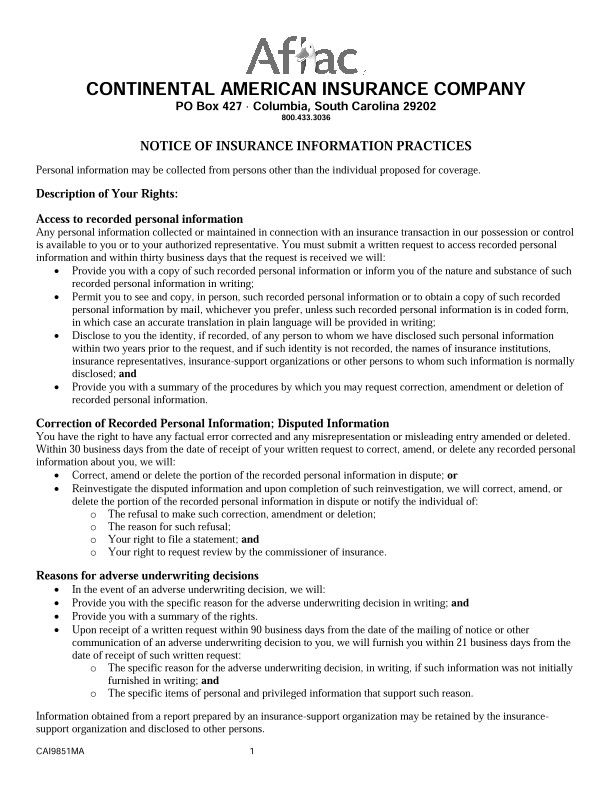 Aflac
CONTINENTAL AMERICAN INSURANCE COMPANY
PO Box 427 · Columbia, South Carolina 29202
800.433.3036
NOTICE OF INSURANCE INFORMATION PRACTICES
Personal information may be collected from persons other than the individual proposed for coverage.
Description of Your Rights:
Access to recorded personal information
Any personal information collected or maintained in connection with an insurance transaction in our possession or control
is available to you or to your authorized representative. You must submit a written request to access recorded personal
information and within thirty business days that the request is received we will:
• Provide you with a copy of such recorded personal information or inform you of the nature and substance of such
recorded personal information in writing;
• Permit you to see and copy, in person, such recorded personal information or to obtain a copy of such recorded
personal information by mail, whichever you prefer, unless such recorded personal information is in coded form,
in which case an accurate translation in plain language will be provided in writing;
• Disclose to you the identity, if recorded, of any person to whom we have disclosed such personal information
within two years prior to the request, and if such identity is not recorded, the names of insurance institutions,
insurance representatives, insurance-support organizations or other persons to whom such information is normally
disclosed; and
• Provide you with a summary of the procedures by which you may request correction, amendment or deletion of
recorded personal information.
Correction of Recorded Personal Information; Disputed Information
You have the right to have any factual error corrected and any misrepresentation or misleading entry amended or deleted.
Within 30 business days from the date of receipt of your written request to correct, amend, or delete any recorded personal
information about you, we will:
• Correct, amend or delete the portion of the recorded personal information in dispute; or
• Reinvestigate the disputed information and upon completion of such reinvestigation, we will correct, amend, or
delete the portion of the recorded personal information in dispute or notify the individual of:
o The refusal to make such correction, amendment or deletion;
o The reason for such refusal;
o Your right to file a statement; and
o Your right to request review by the commissioner of insurance.
Reasons for adverse underwriting decisions
• In the event of an adverse underwriting decision, we will:
• Provide you with the specific reason for the adverse underwriting decision in writing; and
• Provide you with a summary of the rights.
• Upon receipt of a written request within 90 business days from the date of the mailing of notice or other
communication of an adverse underwriting decision to you, we will furnish you within 21 business days from the
date of receipt of such written request:
o The specific reason for the adverse underwriting decision, in writing, if such information was not initially
furnished in writing; and
o The specific items of personal and privileged information that support such reason.
Information obtained from a report prepared by an insurance-support organization may be retained by the insurance-
support organization and disclosed to other persons.
CAI9851MA 1